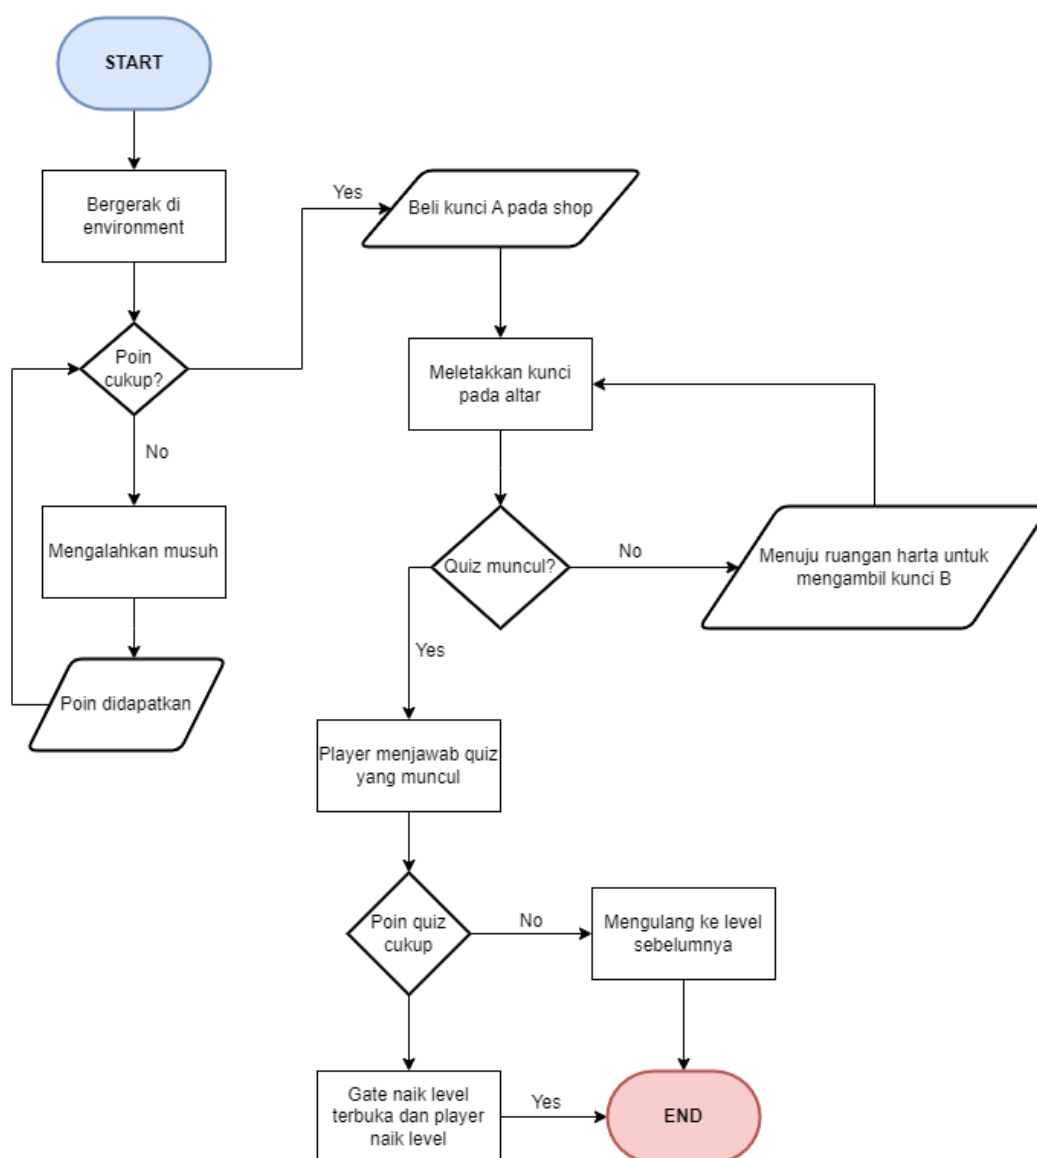 START
Bergerak di
environment
Poin
cukup?
No
Mengalahkan musuh
Poin didapatkan
Yes
Beli kunci A pada shop
Meletakkan kunci
pada altar
Quiz muncul?
No
Menuju ruangan harta untuk
mengambil kunci B
Yes
Player menjawab quiz
yang muncul
Poin quiz
cukup
No
Mengulang ke level
sebelumnya
Gate naik level
terbuka dan player
naik level
Yes
END